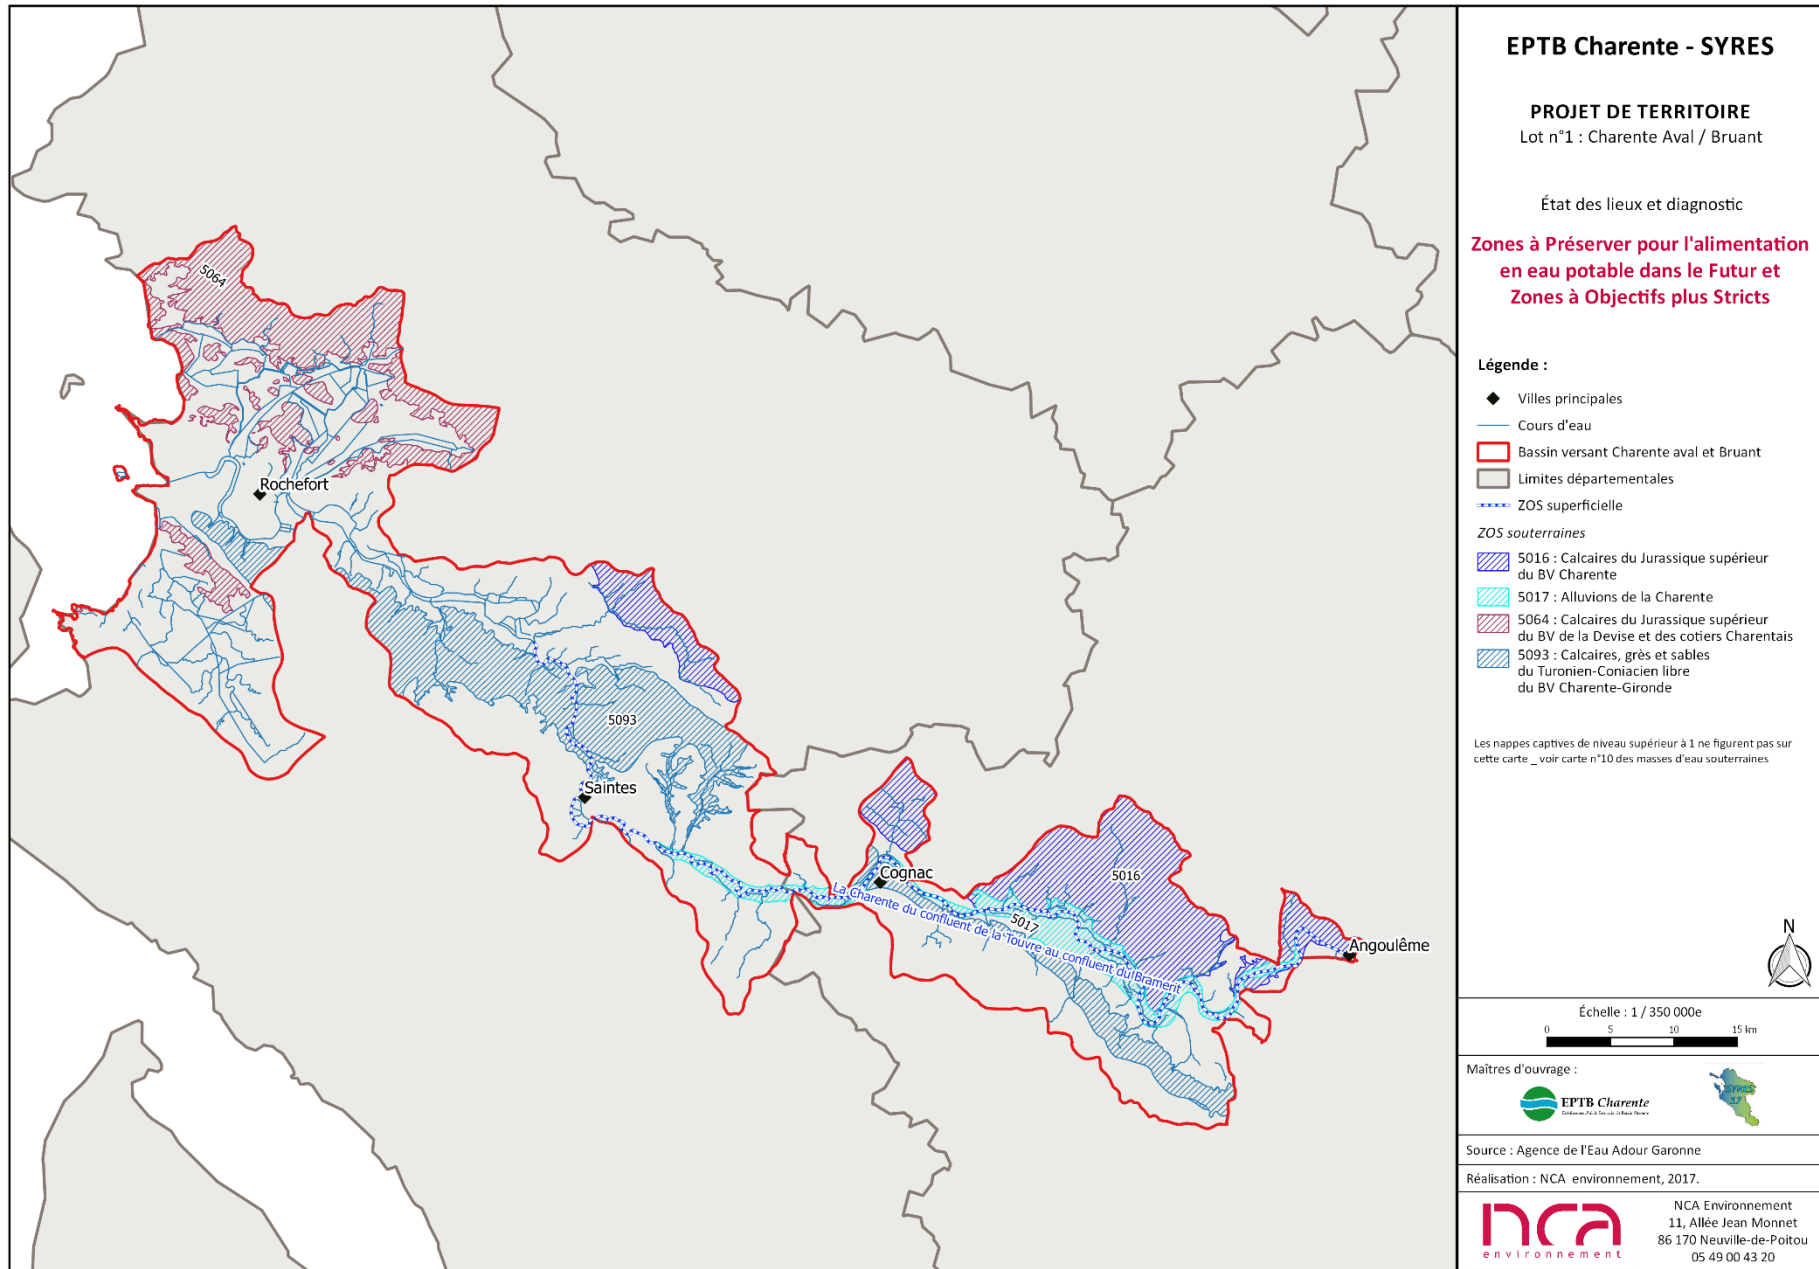 EPTB Charente - SYRES
PROJET DE TERRITOIRE
Lot n°1 : Charente Aval / Bruant
État des lieux et diagnostic
Zones à Préserver pour l'alimentation
en eau potable dans le Futur et
Zones à Objectifs plus Stricts
Légende :
Villes principales
Cours d'eau
Bassin versant Charente aval et Bruant
Limites départementales
ZOS superficielle
ZOS souterraines
5016 : Calcaires du Jurassique supérieur
du BV Charente
5017 : Alluvions de la Charente
5064 : Calcaires du Jurassique supérieur
du BV de la Devise et des cotiers Charentais
5093 : Calcaires, grès et sables
du Turonien-Coniacien libre
du BV Charente-Gironde
Les nappes captives de niveau supérieur à 1 ne figurent pas sur
cette carte _ voir carte n°10 des masses d'eau souterraines
N
Échelle : 1 / 350 000e
0 5 10 15 km
Maîtres d'ouvrage :
EPTB Charente
SYRES
17
Source : Agence de l'Eau Adour Garonne
Réalisation : NCA environnement, 2017.
nca
environnement
NCA Environnement
11, Allée Jean Monnet
86 170 Neuville-de-Poitou
05 49 00 43 20
5064
Rochefort
5093
Saintes
Cognac
5016
5017
La Charente du confluent de la Touvre au confluent du Bramerit
Angoulême